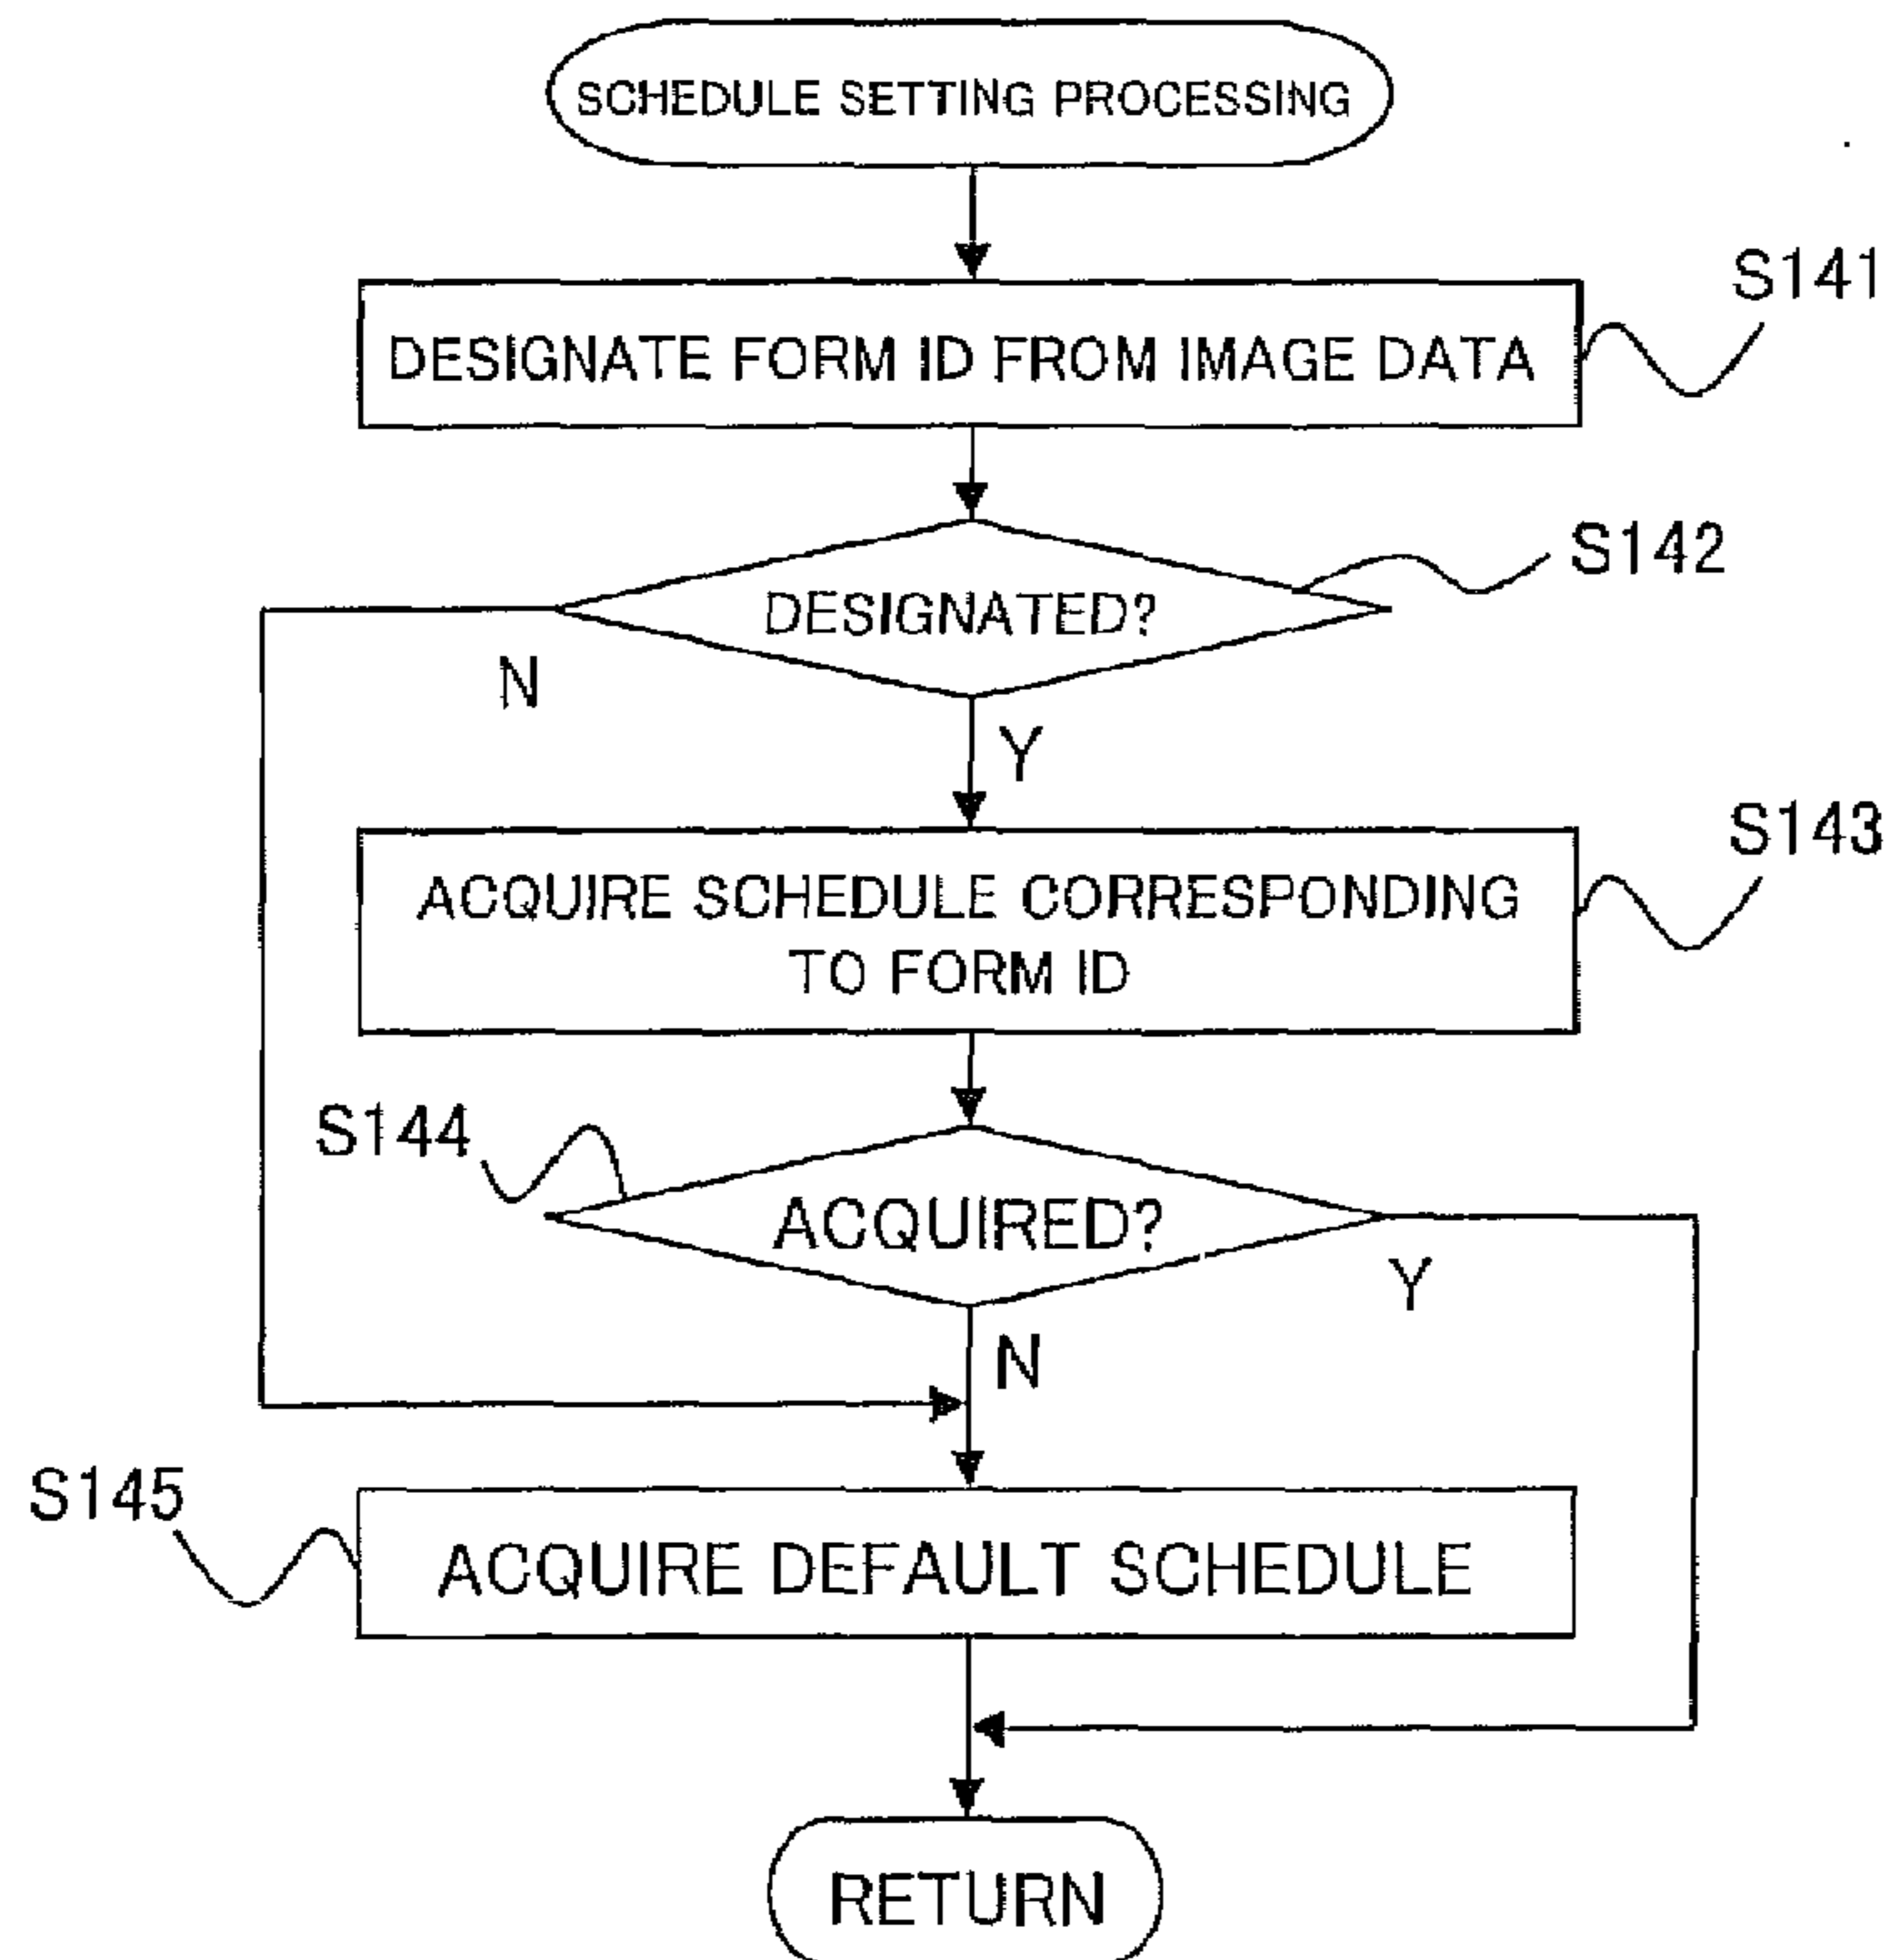 SCHEDULE SETTING PROCESSING
S141
DESIGNATE FORM ID FROM IMAGE DATA
S142
DESIGNATED?
N
Y
S143
ACQUIRE SCHEDULE CORRESPONDING
TO FORM ID
S144
ACQUIRED?
Y
N
S145
ACQUIRE DEFAULT SCHEDULE
RETURN